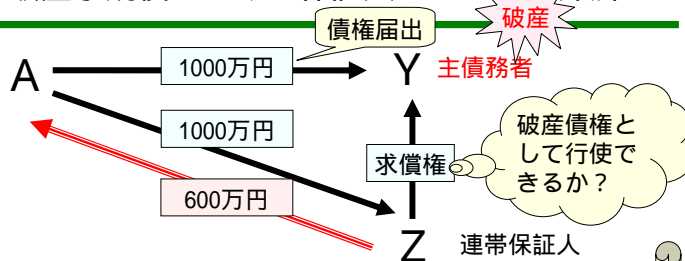 破産
債権届出
A
1000万円
Y
主債務者
1000万円
求償権
破産債権と
して行使で
きるか？
600万円
Z
連帯保証人